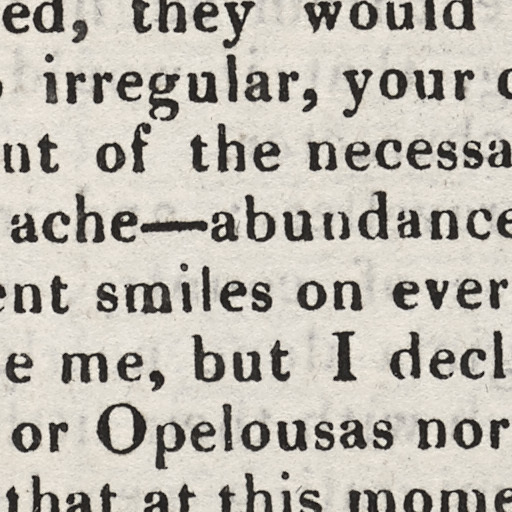 ed, they would
irregular, your c
nt of the necessa
ache—abundance
ent smiles on ever
e me, but I decl
or Opelousas nor
that at this mome